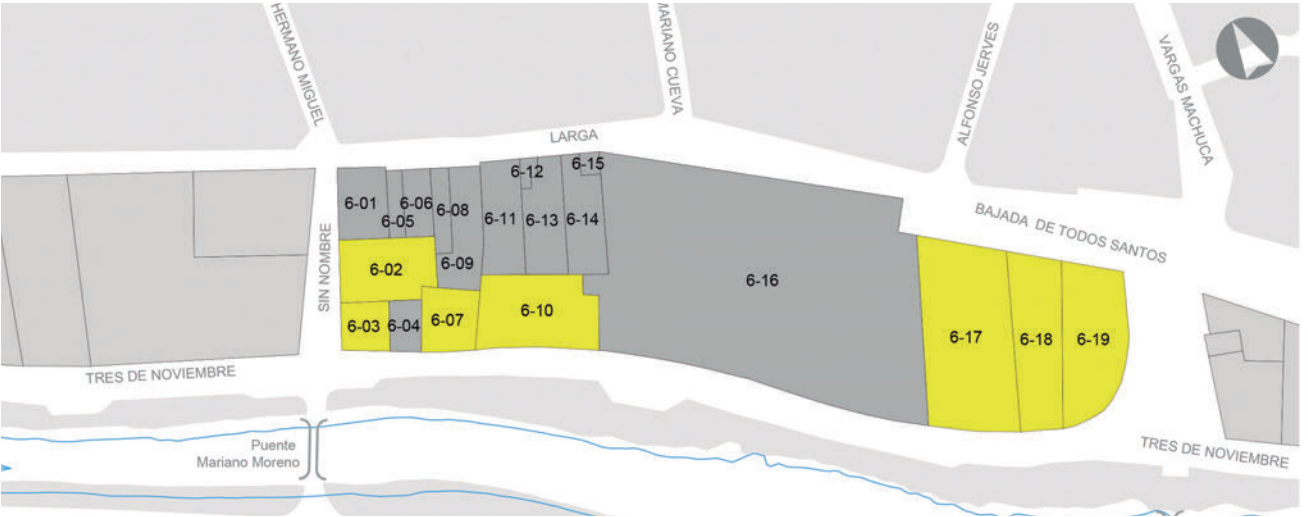 HERMANO MIGUEL
MARIANO CUEVA
ALFONSO JERVES
VARGAS MACHUCA
LARGA
6-01
6-05
6-06
6-08
6-09
6-11
6-12
6-13
6-14
6-15
BAJADA DE TODOS SANTOS
SIN NOMBRE
6-02
6-03
6-04
6-07
6-10
6-16
6-17
6-18
6-19
TRES DE NOVIEMBRE
Puente
Mariano Moreno
TRES DE NOVIEMBRE